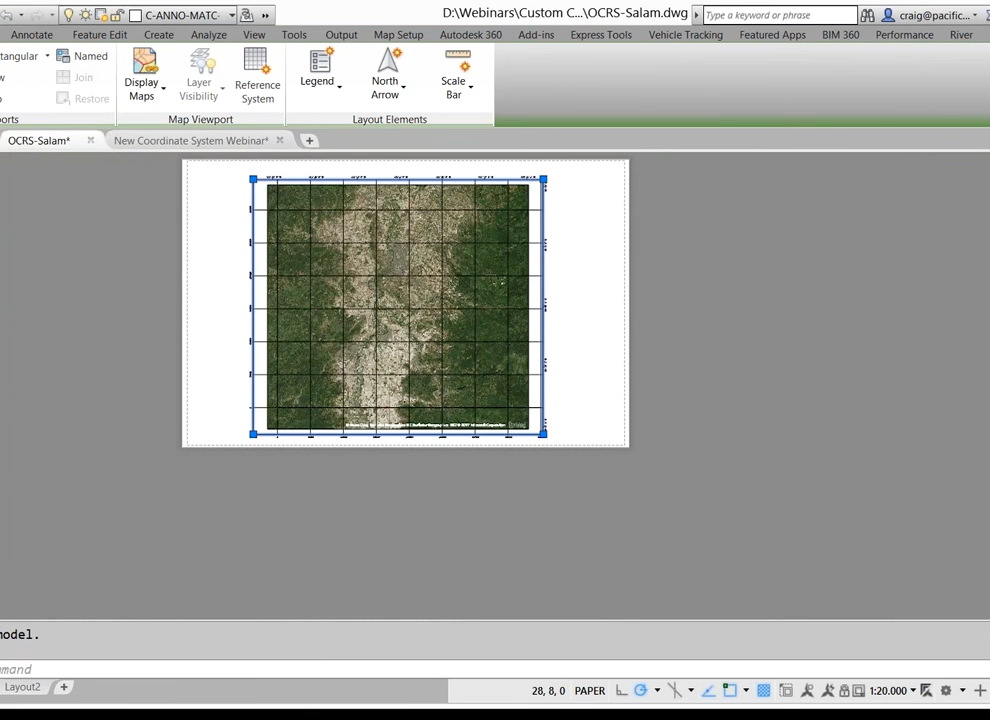 C-ANNO-MATC-
D:\Webinars\Custom C...\OCRS-Salam.dwg
Type a keyword or phrase
craig@pacific...
Annotate Feature Edit Create Analyze View Tools Output Map Setup Autodesk 360 Add-ins Express Tools Vehicle Tracking Featured Apps BIM 360 Performance River
tangular Named
w Join
Restore
Display Maps
Layer Visibility
Reference System
Legend
North Arrow
Scale Bar
orts Map Viewport Layout Elements
OCRS-Salam* New Coordinate System Webinar*
model.
mmand
Layout2
28, 8, 0 PAPER 1:20.000